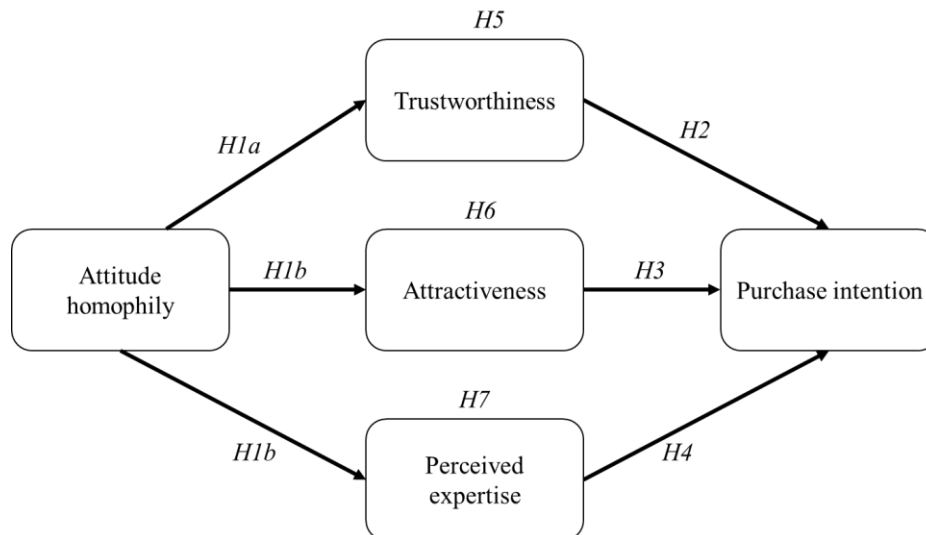 H5
Trustworthiness
H1a
H2
H6
Attitude
homophily
H1b
Attractiveness
H3
Purchase intention
H7
H1b
Perceived
expertise
H4